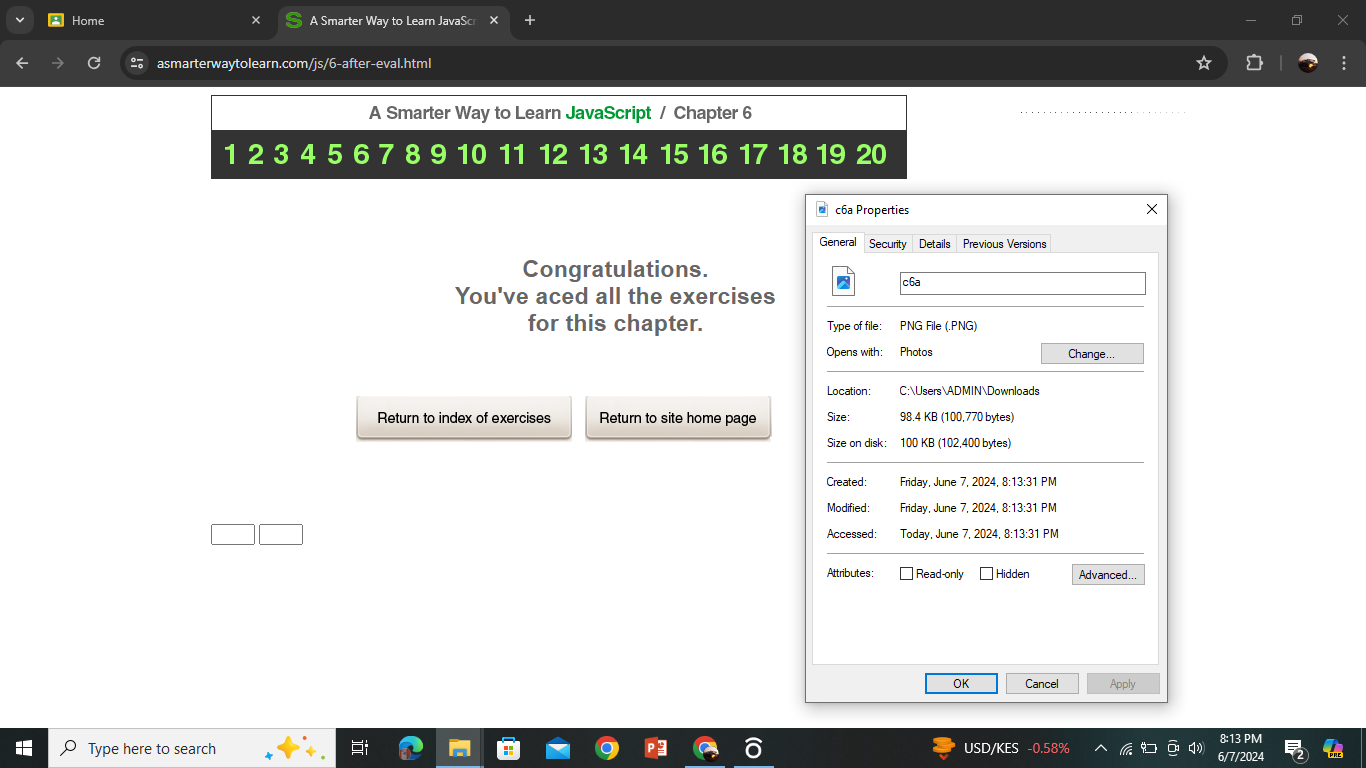 Home
A Smarter Way to Learn JavaScr
asmarterwaytolearn.com/js/6-after-eval.html
A Smarter Way to Learn JavaScript / Chapter 6
1 2 3 4 5 6 7 8 9 10 11 12 13 14 15 16 17 18 19 20
Congratulations.
You've aced all the exercises
for this chapter.
Return to index of exercises Return to site home page
c6a Properties
General Security Details Previous Versions
c6a
Type of file: PNG File (.PNG)
Opens with: Photos Change...
Location: C:\Users\ADMIN\Downloads
Size: 98.4 KB (100,770 bytes)
Size on disk: 100 KB (102,400 bytes)
Created: Friday, June 7, 2024, 8:13:31 PM
Modified: Friday, June 7, 2024, 8:13:31 PM
Accessed: Today, June 7, 2024, 8:13:31 PM
Attributes: Read-only Hidden Advanced...
OK Cancel Apply
Type here to search
USD/KES -0.58%
8:13 PM
6/7/2024
2
PRE